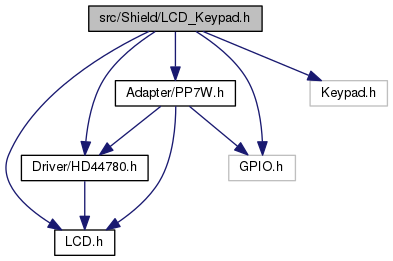 src/Shield/LCD_Keypad.h
Adapter/PP7W.h
Keypad.h
Driver/HD44780.h
GPIO.h
LCD.h